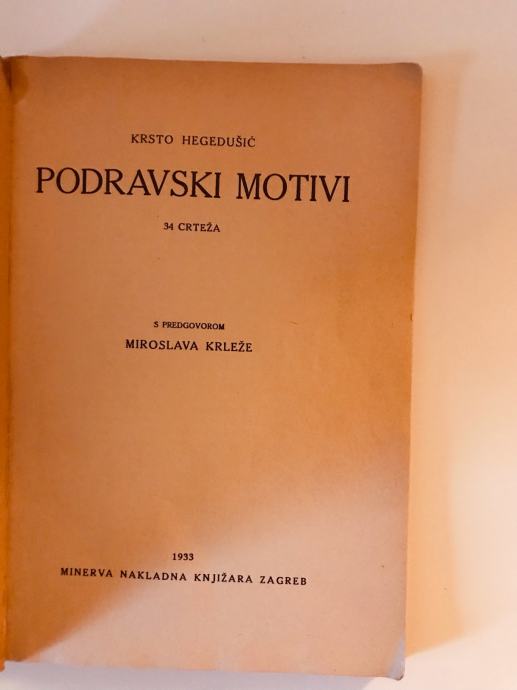 KRSTO HEGEDUŠIĆ
PODRAVSKI MOTIVI
34 CRTEŽA
S PREDGOVOROM
MIROSLAVA KRLEŽE
1933
MINERVA NAKLADNA KNJIŽARA ZAGREB